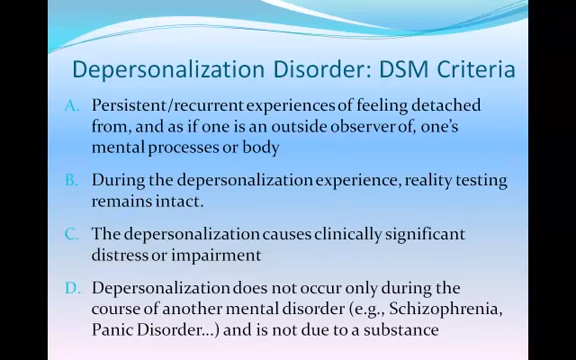 Depersonalization Disorder: DSM Criteria
A. Persistent/recurrent experiences of feeling detached
from, and as if one is an outside observer of, one's
mental processes or body
B. During the depersonalization experience, reality testing
remains intact.
C. The depersonalization causes clinically significant
distress or impairment
D. Depersonalization does not occur only during the
course of another mental disorder (e.g., Schizophrenia,
Panic Disorder...) and is not due to a substance